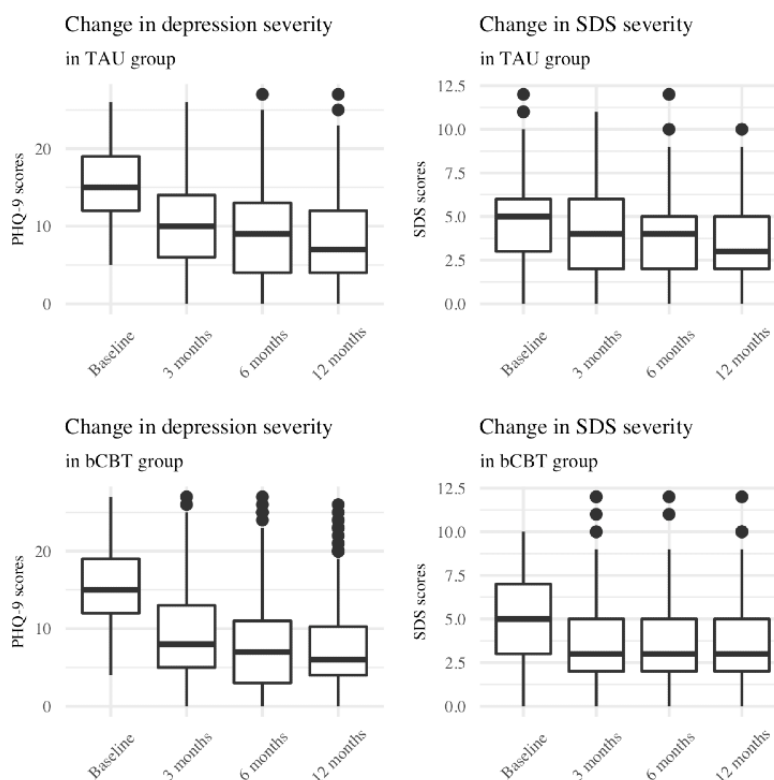 Change in depression severity
in TAU group
PHQ-9 scores
20
10
0
Baseline
3 months
6 months
12 months
Change in SDS severity
in TAU group
SDS scores
12.5
10.0
7.5
5.0
2.5
0.0
Baseline
3 months
6 months
12 months
Change in depression severity
in bCBT group
PHQ-9 scores
20
10
0
Baseline
3 months
6 months
12 months
Change in SDS severity
in bCBT group
SDS scores
12.5
10.0
7.5
5.0
2.5
0.0
Baseline
3 months
6 months
12 months